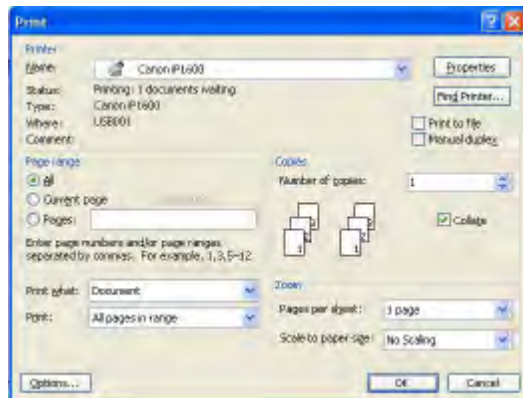 Print
Printer
Name: Canon iP1600
Properties
Status: Printing: 1 documents waiting
Type: Canon iP1600
Find Printer...
Where: USB001
Print to file
Comment:
Manual duplex
Page range
All
Current page
Pages:
Enter page numbers and/or page ranges
separated by commas. For example, 1,3,5-12
Copies
Number of copies: 1
Collate
Print what: Document
Print: All pages in range
Zoom
Pages per sheet: 1 page
Scale to paper size: No Scaling
Options...
OK
Cancel